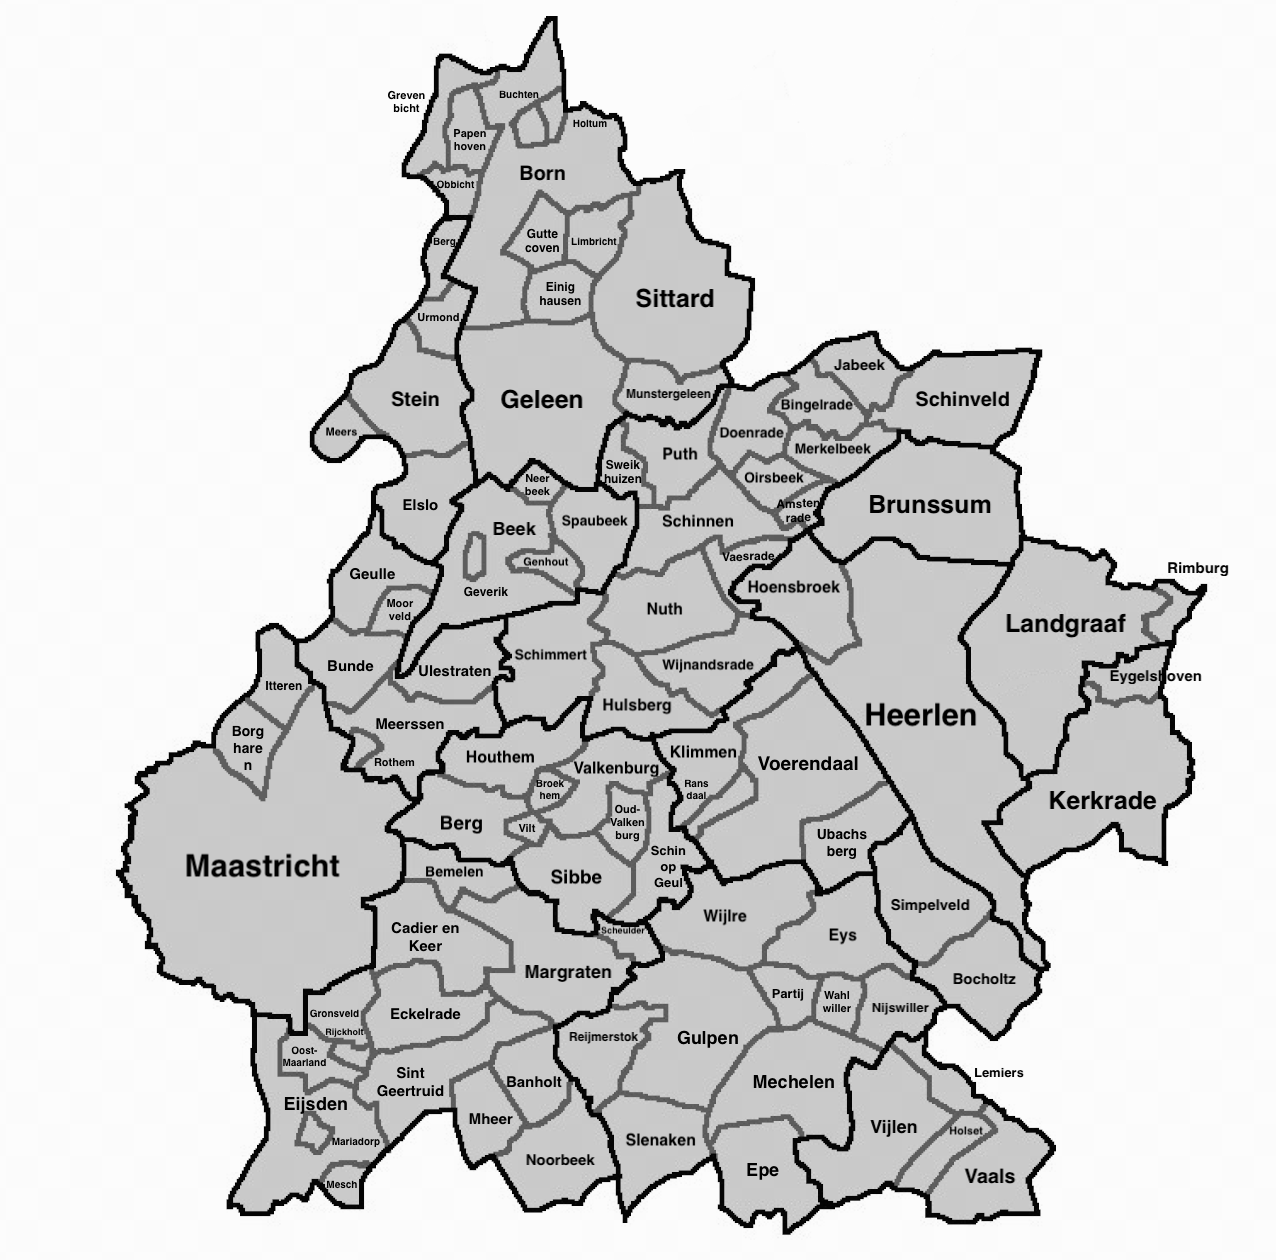 Buchten
Greven
bicht
Holtum
Papen
hoven
Born
Obbicht
Gutte
coven
Limbricht
Berg
Einig
hausen
Sittard
Urmond
Jabeek
Stein
Geleen
Munstergeleen
Bingelrade
Schinveld
Meers
Doenrade
Merkelbeek
Puth
Sweik
huizen
Oirsbeek
Neer
beek
Elslo
Amsten
rade
Brunssum
Beek
Spaubeek
Schinnen
Vaesrade
Genhout
Rimburg
Geulle
Geverik
Hoensbroek
Moor
veld
Nuth
Landgraaf
Schimmert
Bunde
Ulestraten
Wijnandsrade
Eygelshoven
Itteren
Hulsberg
Heerlen
Meerssen
Borg
hare
n
Rothem
Houthem
Valkenburg
Klimmen
Voerendaal
Broek
hem
Rans
daal
Kerkrade
Oud-
Valken
burg
Berg
Vilt
Ubachs
berg
Maastricht
Bemelen
Sibbe
Schin
op
Geul
Simpelveld
Wijlre
Cadier en
Keer
Scheulder
Eys
Margraten
Bocholtz
Partij
Wahl
willer
Nijswiller
Gronsveld
Eckelrade
Rijckholt
Reijmerstok
Gulpen
Oost-
Maarland
Sint
Geertruid
Banholt
Mechelen
Lemiers
Eijsden
Mheer
Vijlen
Holset
Mariadorp
Slenaken
Noorbeek
Epe
Vaals
Mesch